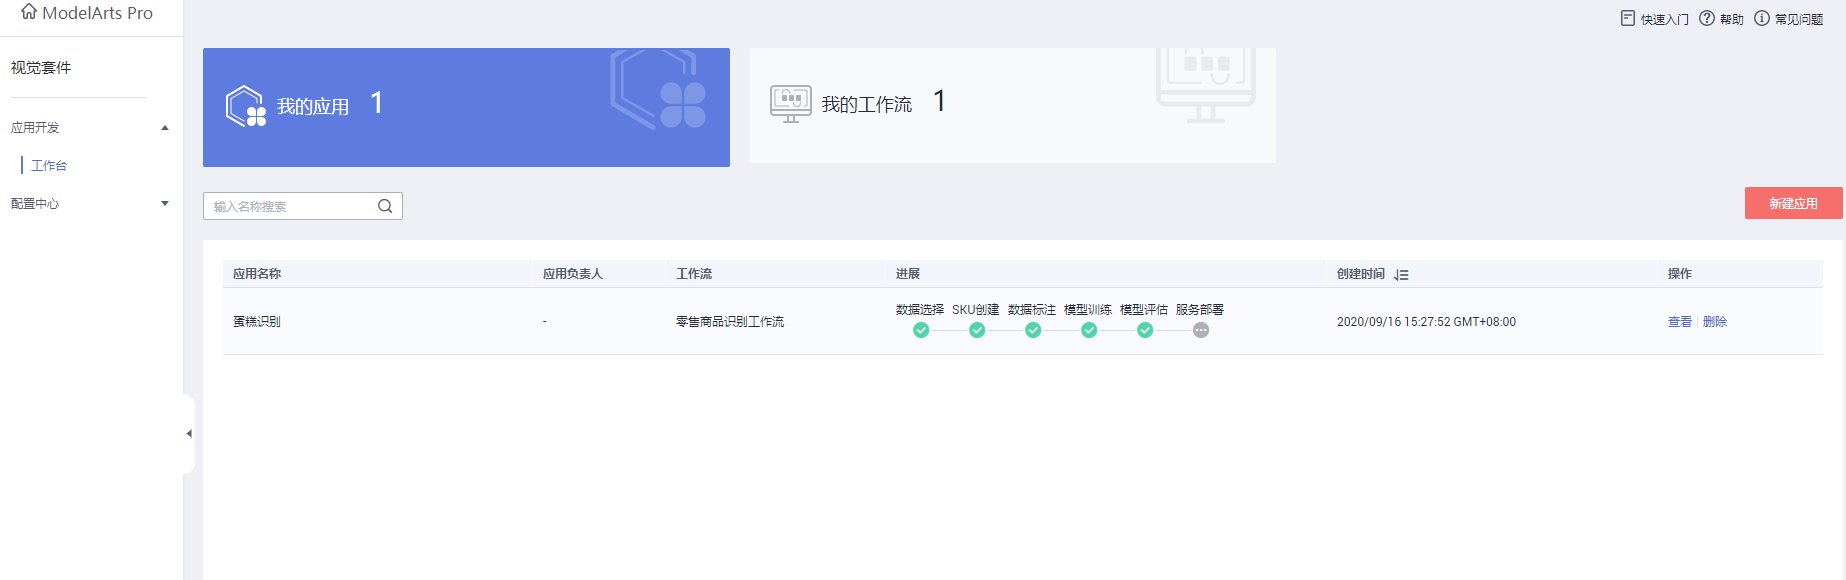 ModelArts Pro
快速入门 帮助 常见问题
视觉套件
应用开发
工作台
配置中心
我的应用 1
我的工作流 1
输入名称搜索
新建应用
应用名称 应用负责人 工作流 进展 创建时间 操作
数据选择 SKU创建 数据标注 模型训练 模型评估 服务部署
蛋糕识别 - 零售商品识别工作流 2020/09/16 15:27:52 GMT+08:00 查看 删除